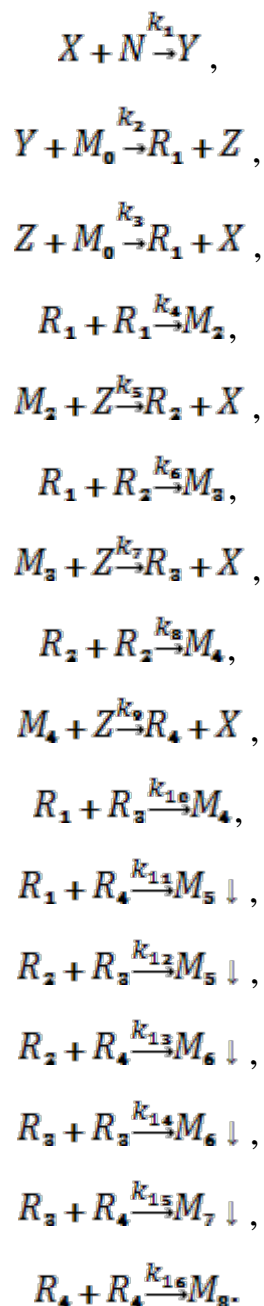 X + N →^{k₁} Y ,
Y + M₀ →^{k₂} R₁ + Z ,
Z + M₀ →^{k₃} R₁ + X ,
R₁ + R₁ →^{k₄} M₂,
M₂ + Z →^{k₅} R₂ + X ,
R₁ + R₂ →^{k₆} M₃,
M₃ + Z →^{k₇} R₃ + X ,
R₂ + R₂ →^{k₈} M₄,
M₄ + Z →^{k₉} R₄ + X ,
R₁ + R₃ →^{k₁₀} M₄,
R₁ + R₄ →^{k₁₁} M₅ ↓ ,
R₂ + R₃ →^{k₁₂} M₅ ↓ ,
R₂ + R₄ →^{k₁₃} M₆ ↓ ,
R₃ + R₃ →^{k₁₄} M₆ ↓ ,
R₃ + R₄ →^{k₁₅} M₇ ↓ ,
R₄ + R₄ →^{k₁₆} M₈.